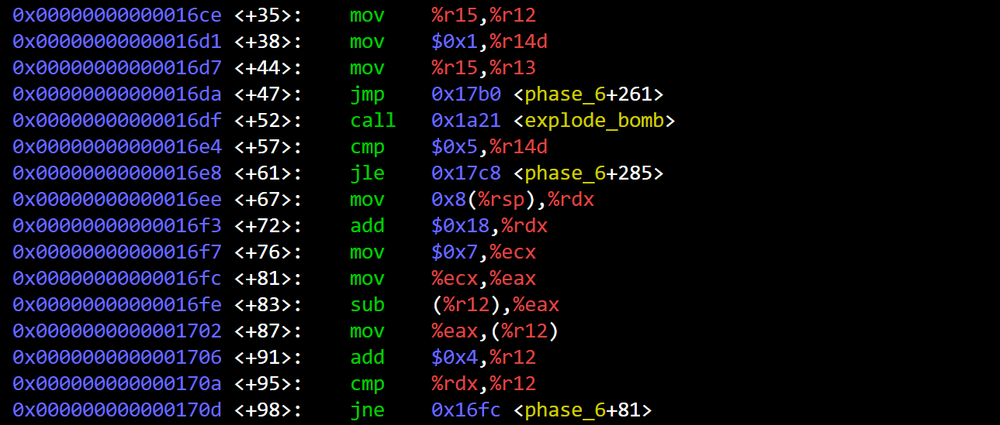 0x00000000000016ce <+35>: mov %r15,%r12
0x00000000000016d1 <+38>: mov $0x1,%r14d
0x00000000000016d7 <+44>: mov %r15,%r13
0x00000000000016da <+47>: jmp 0x17b0 <phase_6+261>
0x00000000000016df <+52>: call 0x1a21 <explode_bomb>
0x00000000000016e4 <+57>: cmp $0x5,%r14d
0x00000000000016e8 <+61>: jle 0x17c8 <phase_6+285>
0x00000000000016ee <+67>: mov 0x8(%rsp),%rdx
0x00000000000016f3 <+72>: add $0x18,%rdx
0x00000000000016f7 <+76>: mov $0x7,%ecx
0x00000000000016fc <+81>: mov %ecx,%eax
0x00000000000016fe <+83>: sub (%r12),%eax
0x0000000000001702 <+87>: mov %eax,(%r12)
0x0000000000001706 <+91>: add $0x4,%r12
0x000000000000170a <+95>: cmp %rdx,%r12
0x000000000000170d <+98>: jne 0x16fc <phase_6+81>